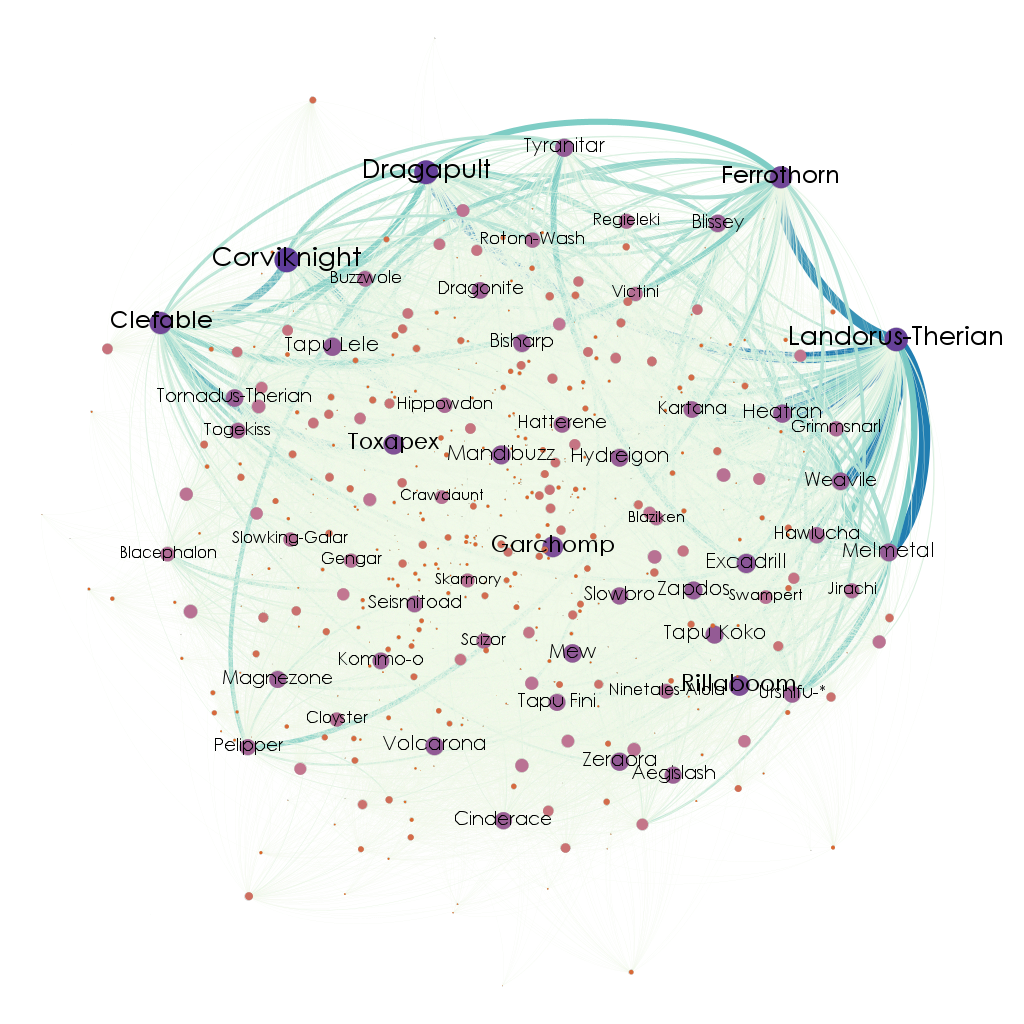 Tyranitar
Dragapult
Ferrothorn
Regieleki
Blissey
Rotom-Wash
Corviknight
Buzzwole
Dragonite
Victini
Clefable
Landorus-Therian
Tapu Lele
Bisharp
Tornadus-Therian
Hippowdon
Kartana
Heatran
Togekiss
Hatterene
Grimmsnarl
Toxapex
Mandibuzz
Hydreigon
Weavile
Crawdaunt
Blaziken
Slowking-Galar
Hawlucha
Blacephalon
Gengar
Garchomp
Melmetal
Excadrill
Skarmory
Seismitoad
Slowbro
Zapdos
Swampert
Jirachi
Scizor
Tapu Koko
Kommo-o
Mew
Magnezone
Rillaboom
Ninetales-Alola
Urshifu-*
Tapu Fini
Cloyster
Pelipper
Volcarona
Zeraora
Aegislash
Cinderace